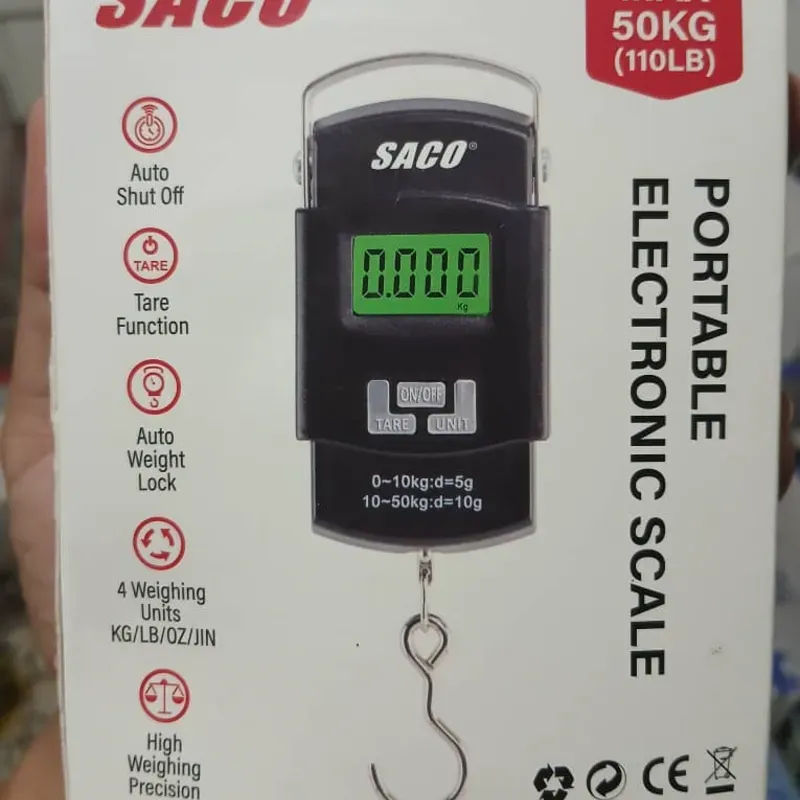 SACO
MAX
50KG
(110LB)
Auto
Shut Off
TARE
Tare
Function
Auto
Weight
Lock
4 Weighing
Units
KG/LB/OZ/JIN
High
Weighing
Precision
SACO®
0.000
Kg
ON/OFF
TARE UNIT
0~10kg:d=5g
10~50kg:d=10g
PORTABLE
ELECTRONIC SCALE
CE